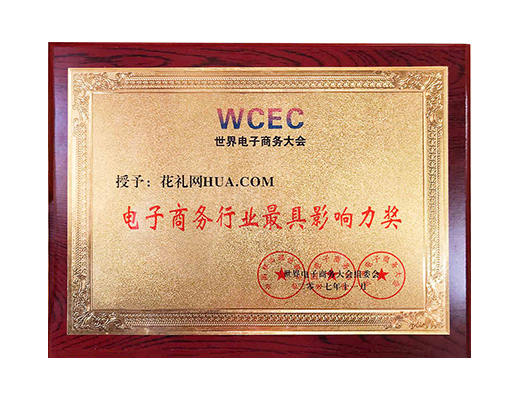 WCEC
世界电子商务大会
授予：花礼网HUA.COM
电子商务行业最具影响力奖
世界电子商务大会组委会
二零一七年十一月